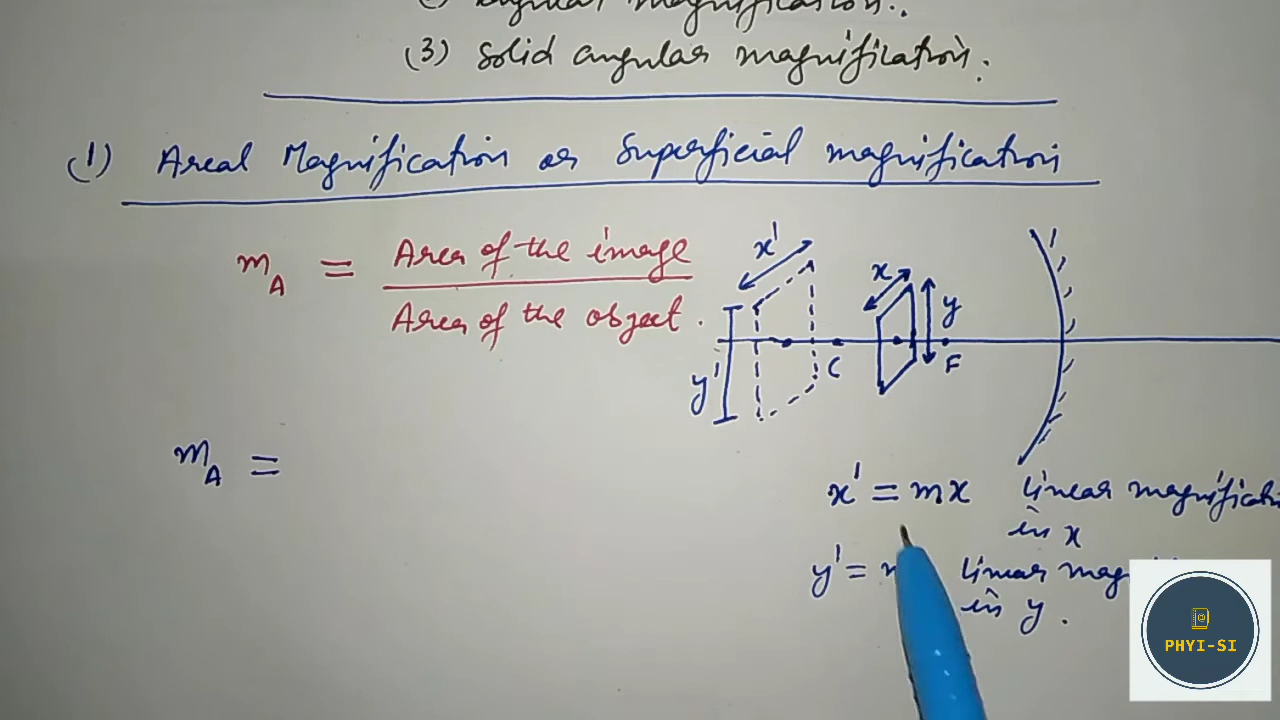 magnification..
(3) Solid angular magnification.
(1) Areal Magnification or Superficial magnification
mA = Area of the image
Area of the object.
x'
x
y
y'
C
F
mA =
x' = mx linear
in x
y' = linear
in y.
PHYI-SI